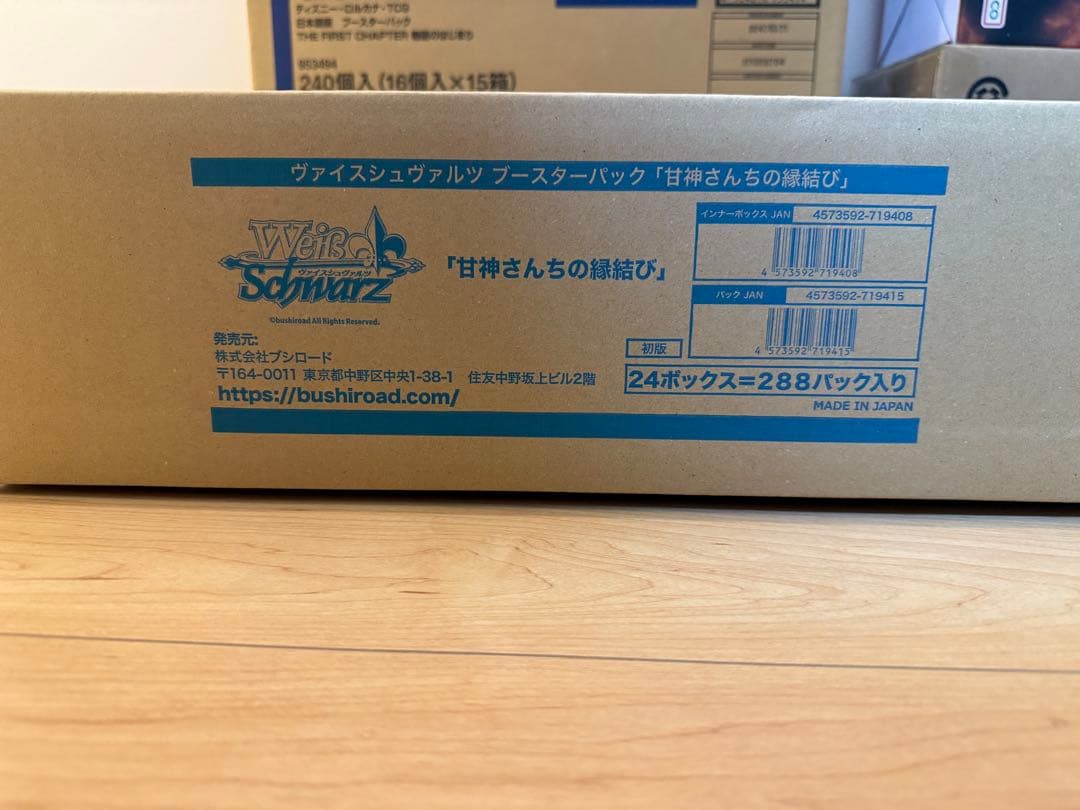 ディズニー・ロルカナ・TCG
日本語版 ブースターパック
THE FIRST CHAPTER 物語のはじまり
240個入(16個入×15箱)
CO
ヴァイスシュヴァルツ ブースターパック「甘神さんちの縁結び」
Weiß
ヴァイスシュヴァルツ
Schwarz
©bushiroad All Rights Reserved.
「甘神さんちの縁結び」
インナーボックス JAN 4573592-719408
4 573592 719408
パック JAN 4573592-719415
4 573592 719415
発売元:
株式会社ブシロード
〒164-0011 東京都中野区中央1-38-1 住友中野坂上ビル2階
https://bushiroad.com/
初版
24ボックス=288パック入り
MADE IN JAPAN